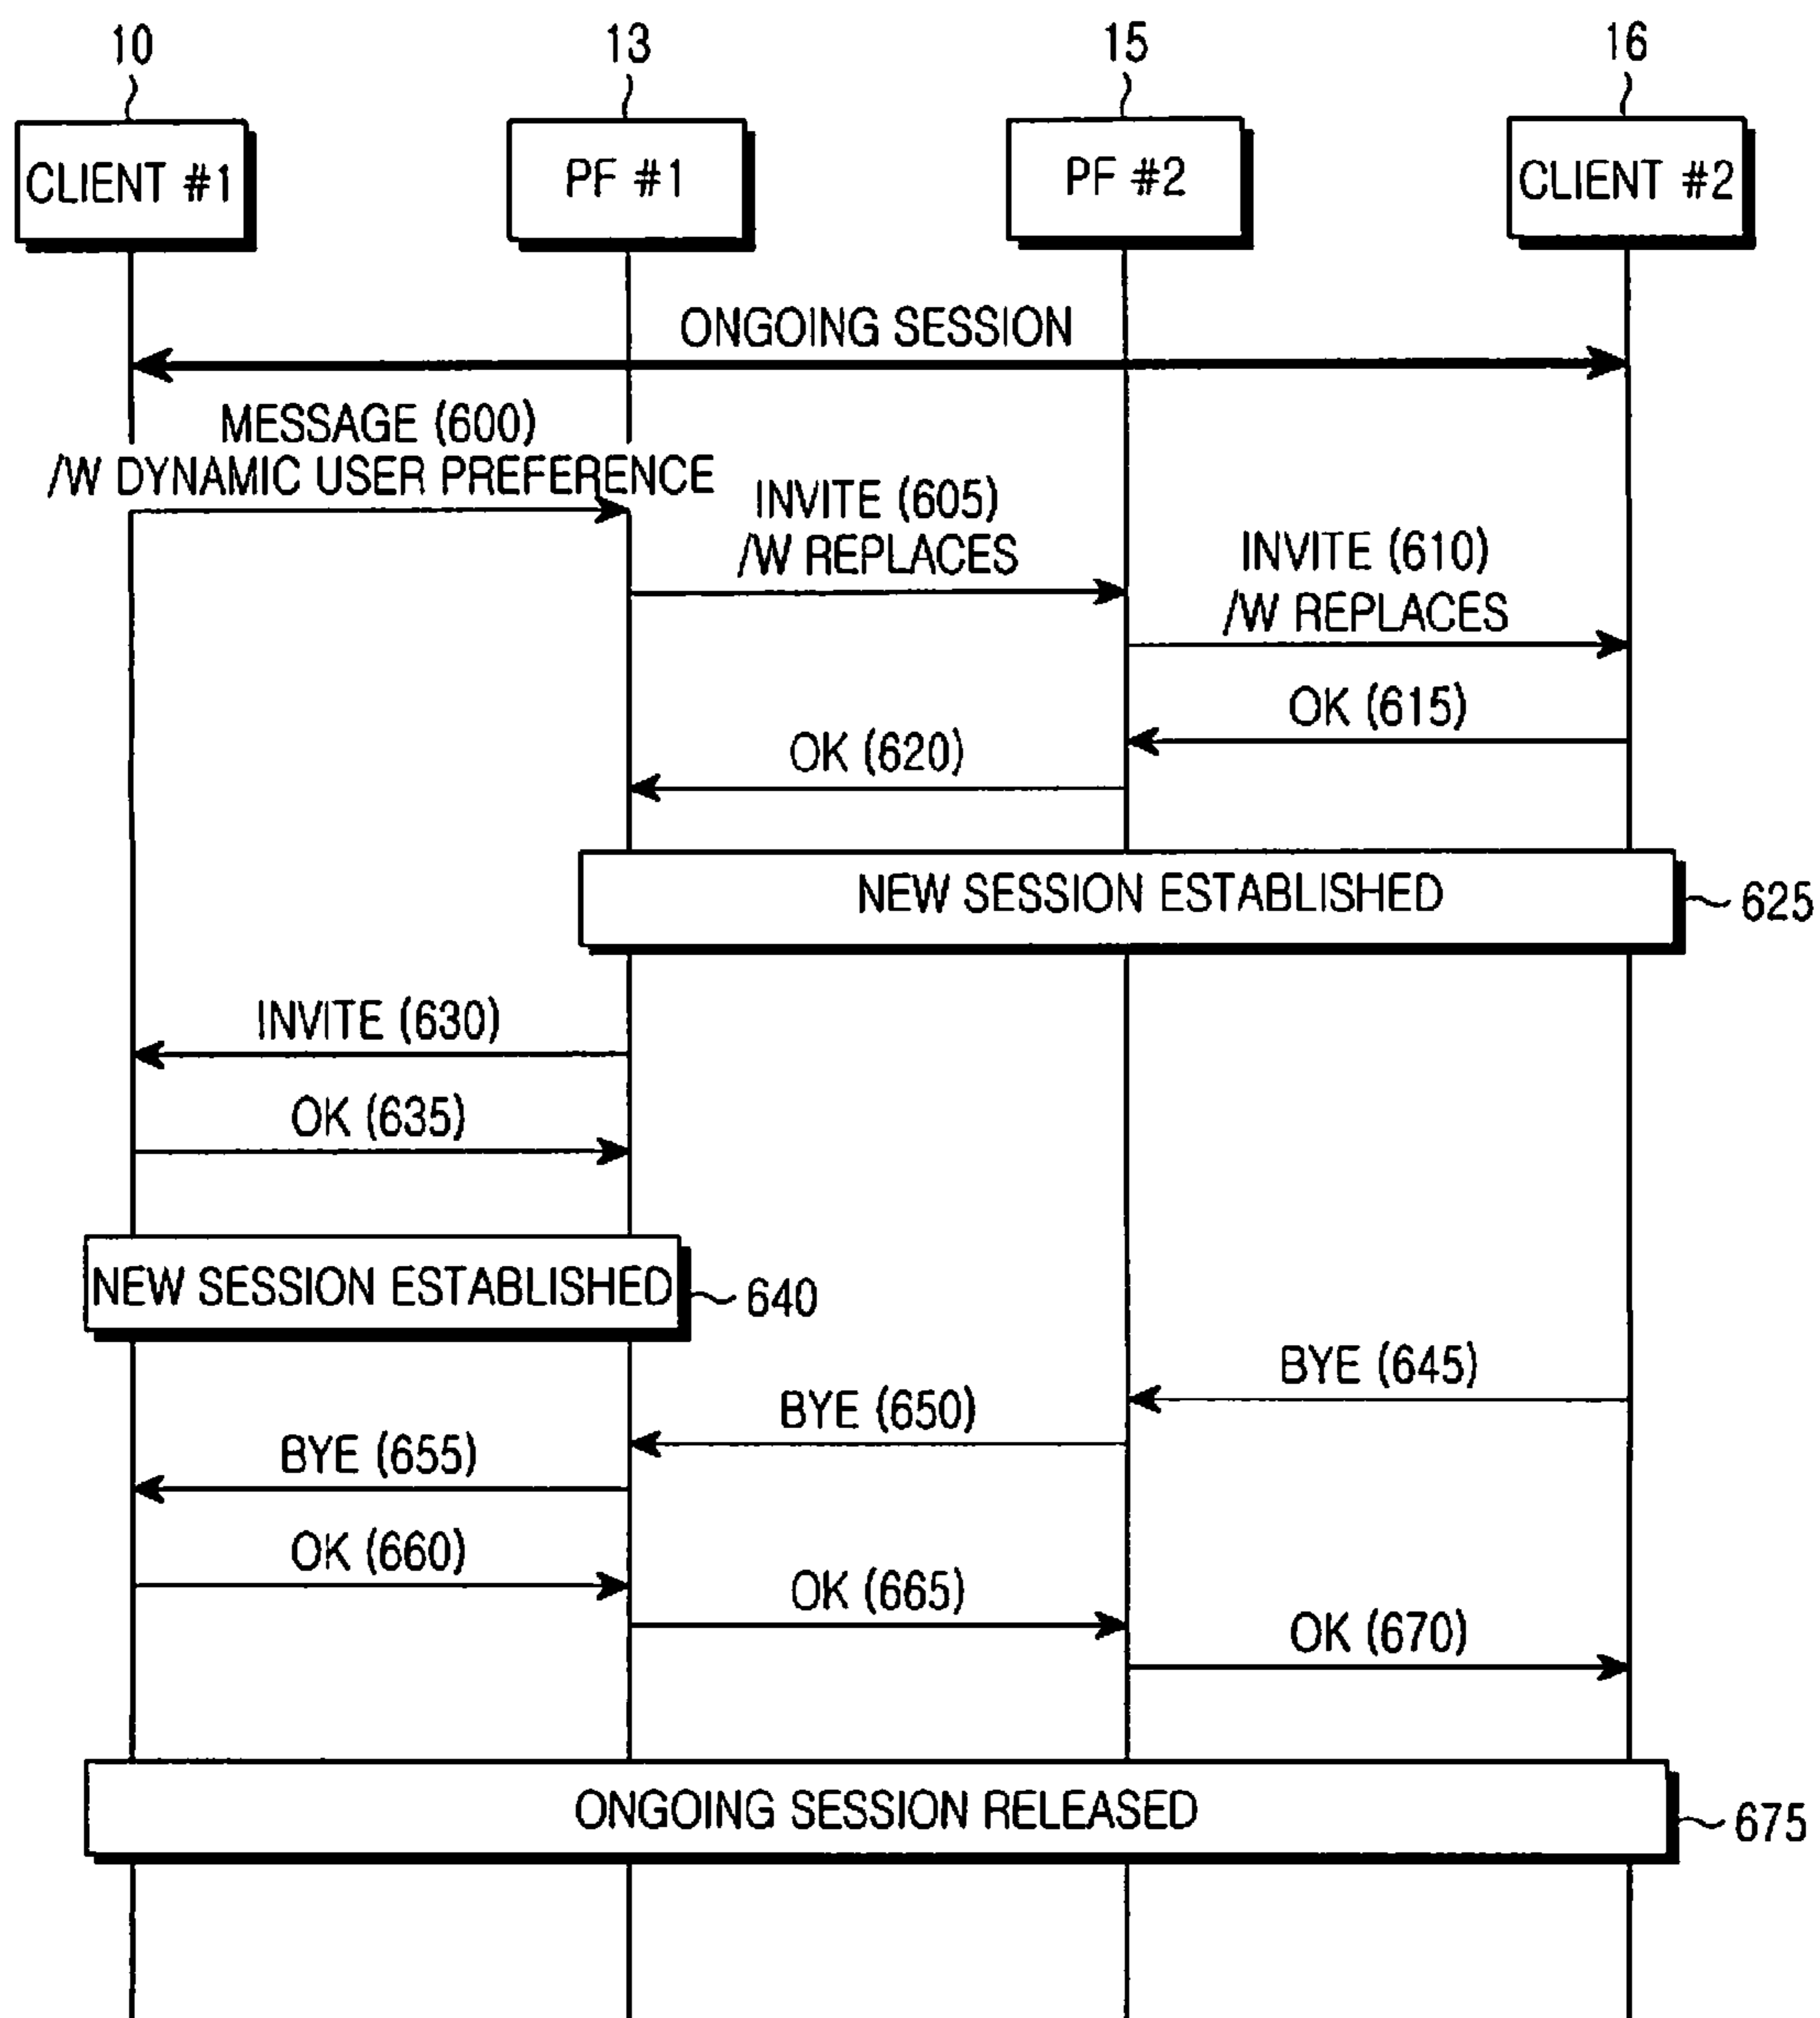 10
13
15
16
CLIENT #1
PF #1
PF #2
CLIENT #2
ONGOING SESSION
MESSAGE (600)
/W DYNAMIC USER PREFERENCE
INVITE (605)
/W REPLACES
INVITE (610)
/W REPLACES
OK (615)
OK (620)
NEW SESSION ESTABLISHED
625
INVITE (630)
OK (635)
NEW SESSION ESTABLISHED
640
BYE (645)
BYE (650)
BYE (655)
OK (660)
OK (665)
OK (670)
ONGOING SESSION RELEASED
675